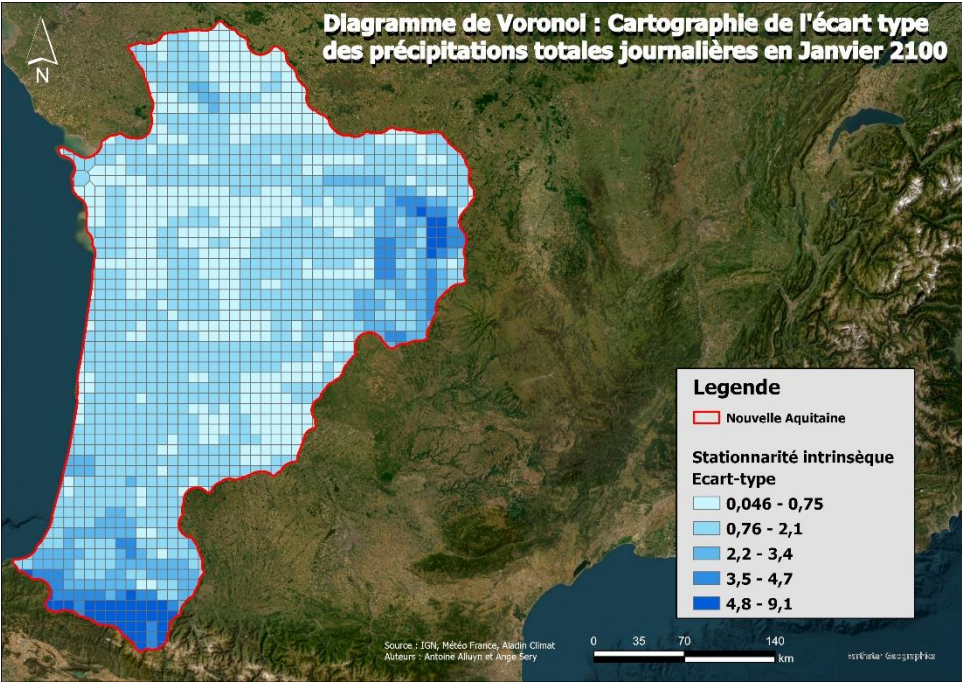 Diagramme de Voronoi : Cartographie de l'écart type
des précipitations totales journalières en Janvier 2100
N
Legende
Nouvelle Aquitaine
Stationnarité intrinsèque
Ecart-type
0,046 - 0,75
0,76 - 2,1
2,2 - 3,4
3,5 - 4,7
4,8 - 9,1
Source : IGN, Météo France, Aladin Climat
Auteurs : Antoine Alluyn et Ange Sery
0 35 70 140
km
Earthstar Geographics